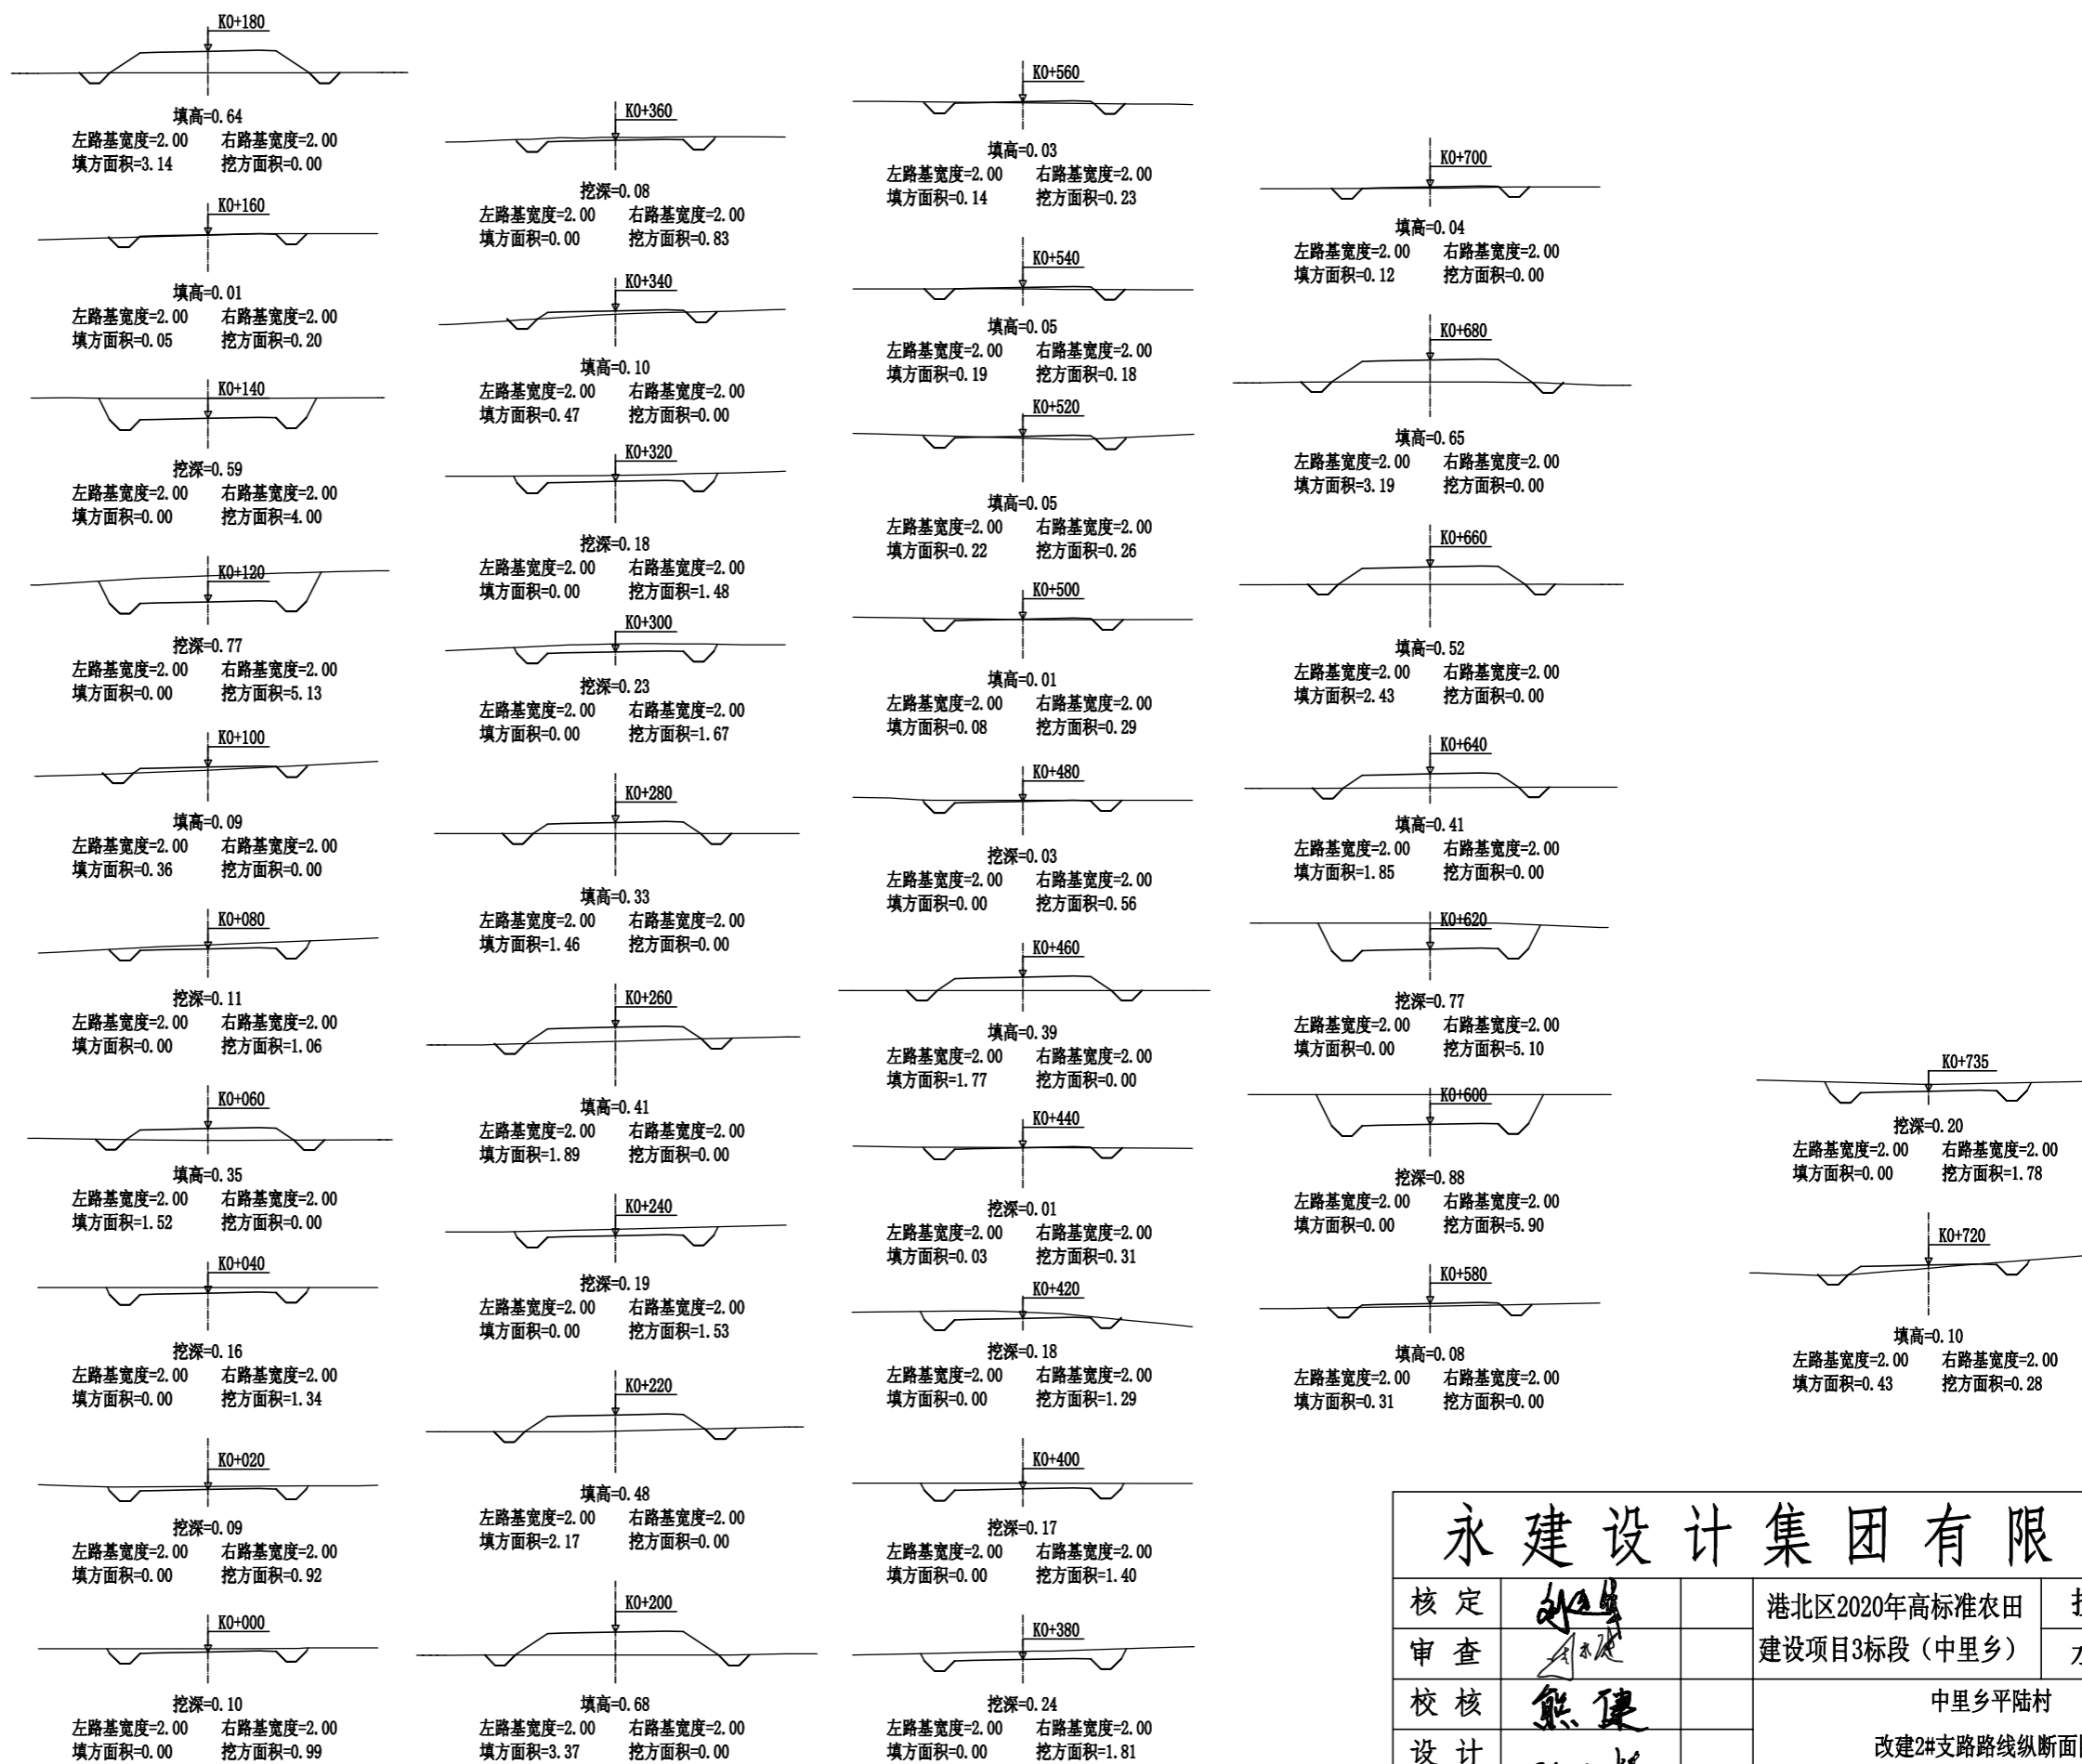 K0+180
填高=0.64
左路基宽度=2.00 右路基宽度=2.00
填方面积=3.14 挖方面积=0.00
K0+160
填高=0.01
左路基宽度=2.00 右路基宽度=2.00
填方面积=0.05 挖方面积=0.20
K0+140
挖深=0.59
左路基宽度=2.00 右路基宽度=2.00
填方面积=0.00 挖方面积=4.00
K0+120
挖深=0.77
左路基宽度=2.00 右路基宽度=2.00
填方面积=0.00 挖方面积=5.13
K0+100
填高=0.09
左路基宽度=2.00 右路基宽度=2.00
填方面积=0.36 挖方面积=0.00
K0+080
挖深=0.11
左路基宽度=2.00 右路基宽度=2.00
填方面积=0.00 挖方面积=1.06
K0+060
填高=0.35
左路基宽度=2.00 右路基宽度=2.00
填方面积=1.52 挖方面积=0.00
K0+040
挖深=0.16
左路基宽度=2.00 右路基宽度=2.00
填方面积=0.00 挖方面积=1.34
K0+020
挖深=0.09
左路基宽度=2.00 右路基宽度=2.00
填方面积=0.00 挖方面积=0.92
K0+000
挖深=0.10
左路基宽度=2.00 右路基宽度=2.00
填方面积=0.00 挖方面积=0.99
K0+360
挖深=0.08
左路基宽度=2.00 右路基宽度=2.00
填方面积=0.00 挖方面积=0.83
K0+340
填高=0.10
左路基宽度=2.00 右路基宽度=2.00
填方面积=0.47 挖方面积=0.00
K0+320
挖深=0.18
左路基宽度=2.00 右路基宽度=2.00
填方面积=0.00 挖方面积=1.48
K0+300
挖深=0.23
左路基宽度=2.00 右路基宽度=2.00
填方面积=0.00 挖方面积=1.67
K0+280
填高=0.33
左路基宽度=2.00 右路基宽度=2.00
填方面积=1.46 挖方面积=0.00
K0+260
填高=0.41
左路基宽度=2.00 右路基宽度=2.00
填方面积=1.89 挖方面积=0.00
K0+240
挖深=0.19
左路基宽度=2.00 右路基宽度=2.00
填方面积=0.00 挖方面积=1.53
K0+220
填高=0.48
左路基宽度=2.00 右路基宽度=2.00
填方面积=2.17 挖方面积=0.00
K0+200
填高=0.68
左路基宽度=2.00 右路基宽度=2.00
填方面积=3.37 挖方面积=0.00
K0+560
填高=0.03
左路基宽度=2.00 右路基宽度=2.00
填方面积=0.14 挖方面积=0.23
K0+540
填高=0.05
左路基宽度=2.00 右路基宽度=2.00
填方面积=0.19 挖方面积=0.18
K0+520
填高=0.05
左路基宽度=2.00 右路基宽度=2.00
填方面积=0.22 挖方面积=0.26
K0+500
填高=0.01
左路基宽度=2.00 右路基宽度=2.00
填方面积=0.08 挖方面积=0.29
K0+480
挖深=0.03
左路基宽度=2.00 右路基宽度=2.00
填方面积=0.00 挖方面积=0.56
K0+460
填高=0.39
左路基宽度=2.00 右路基宽度=2.00
填方面积=1.77 挖方面积=0.00
K0+440
挖深=0.01
左路基宽度=2.00 右路基宽度=2.00
填方面积=0.03 挖方面积=0.31
K0+420
挖深=0.18
左路基宽度=2.00 右路基宽度=2.00
填方面积=0.00 挖方面积=1.29
K0+400
挖深=0.17
左路基宽度=2.00 右路基宽度=2.00
填方面积=0.00 挖方面积=1.40
K0+380
挖深=0.24
左路基宽度=2.00 右路基宽度=2.00
填方面积=0.00 挖方面积=1.81
K0+700
填高=0.04
左路基宽度=2.00 右路基宽度=2.00
填方面积=0.12 挖方面积=0.00
K0+680
填高=0.65
左路基宽度=2.00 右路基宽度=2.00
填方面积=3.19 挖方面积=0.00
K0+660
填高=0.52
左路基宽度=2.00 右路基宽度=2.00
填方面积=2.43 挖方面积=0.00
K0+640
填高=0.41
左路基宽度=2.00 右路基宽度=2.00
填方面积=1.85 挖方面积=0.00
K0+620
挖深=0.77
左路基宽度=2.00 右路基宽度=2.00
填方面积=0.00 挖方面积=5.10
K0+600
挖深=0.88
左路基宽度=2.00 右路基宽度=2.00
填方面积=0.00 挖方面积=5.90
K0+580
填高=0.08
左路基宽度=2.00 右路基宽度=2.00
填方面积=0.31 挖方面积=0.00
K0+735
挖深=0.20
左路基宽度=2.00 右路基宽度=2.00
填方面积=0.00 挖方面积=1.78
K0+720
填高=0.10
左路基宽度=2.00 右路基宽度=2.00
填方面积=0.43 挖方面积=0.28
永建设计集团有限
核定
港北区2020年高标准农田
审查
建设项目3标段（中里乡）
校核 熊健
中里乡平陆村
设计
改建2#支路路线纵断面